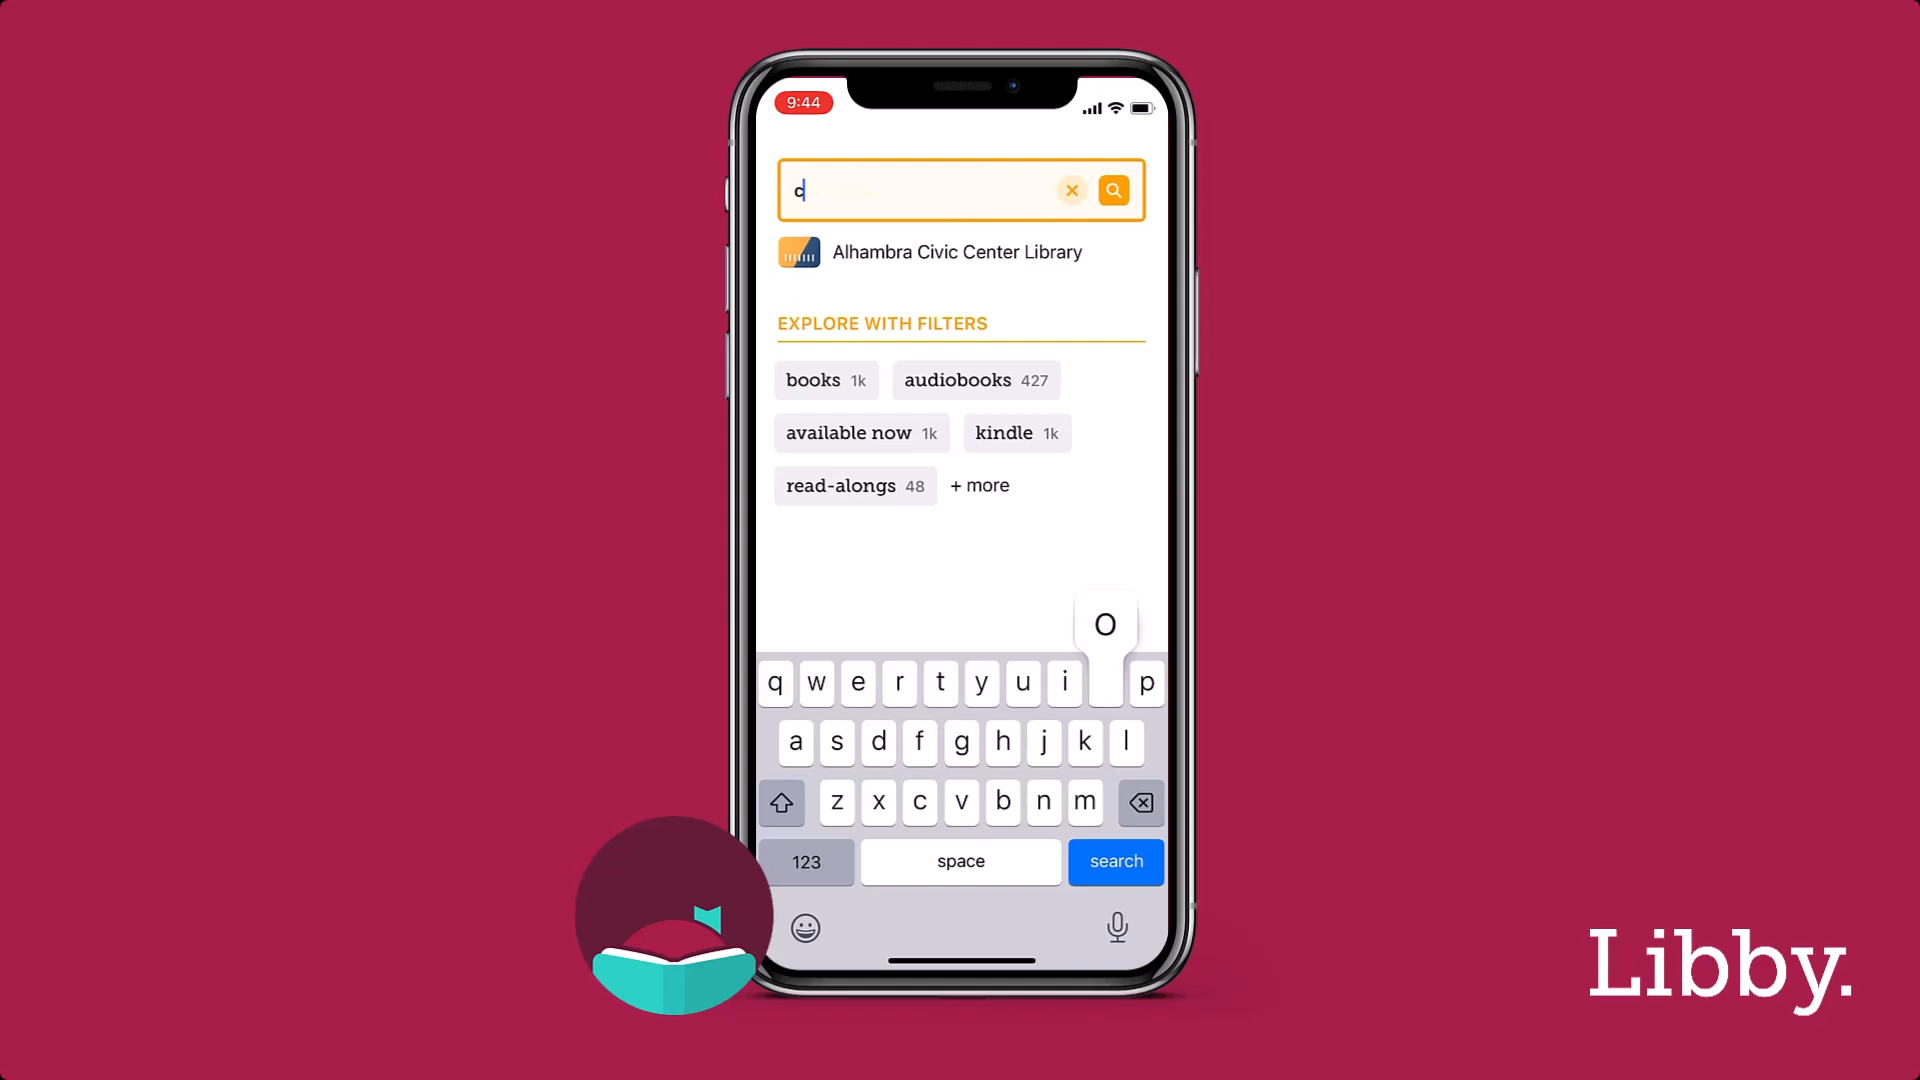 9:44
c
Alhambra Civic Center Library
EXPLORE WITH FILTERS
books 1k audiobooks 427
available now 1k kindle 1k
read-alongs 48 + more
O
q w e r t y u i p
a s d f g h j k l
z x c v b n m
123 space search
Libby.